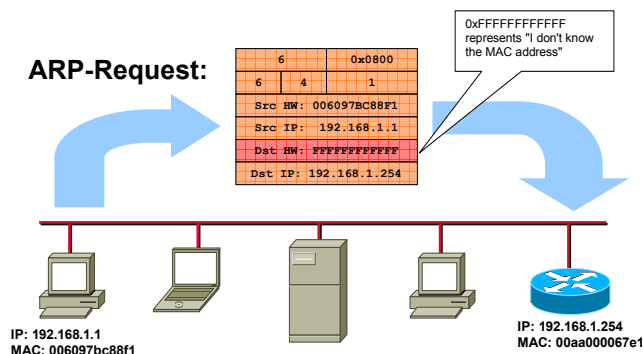 0xFFFFFFFFFFFF
represents "I don't know
the MAC address"
ARP-Request:
6 0x0800
6 4 1
Src HW: 006097BC88F1
Src IP: 192.168.1.1
Dst HW: FFFFFFFFFFFF
Dst IP: 192.168.1.254
IP: 192.168.1.1
MAC: 006097bc88f1
IP: 192.168.1.254
MAC: 00aa000067e1